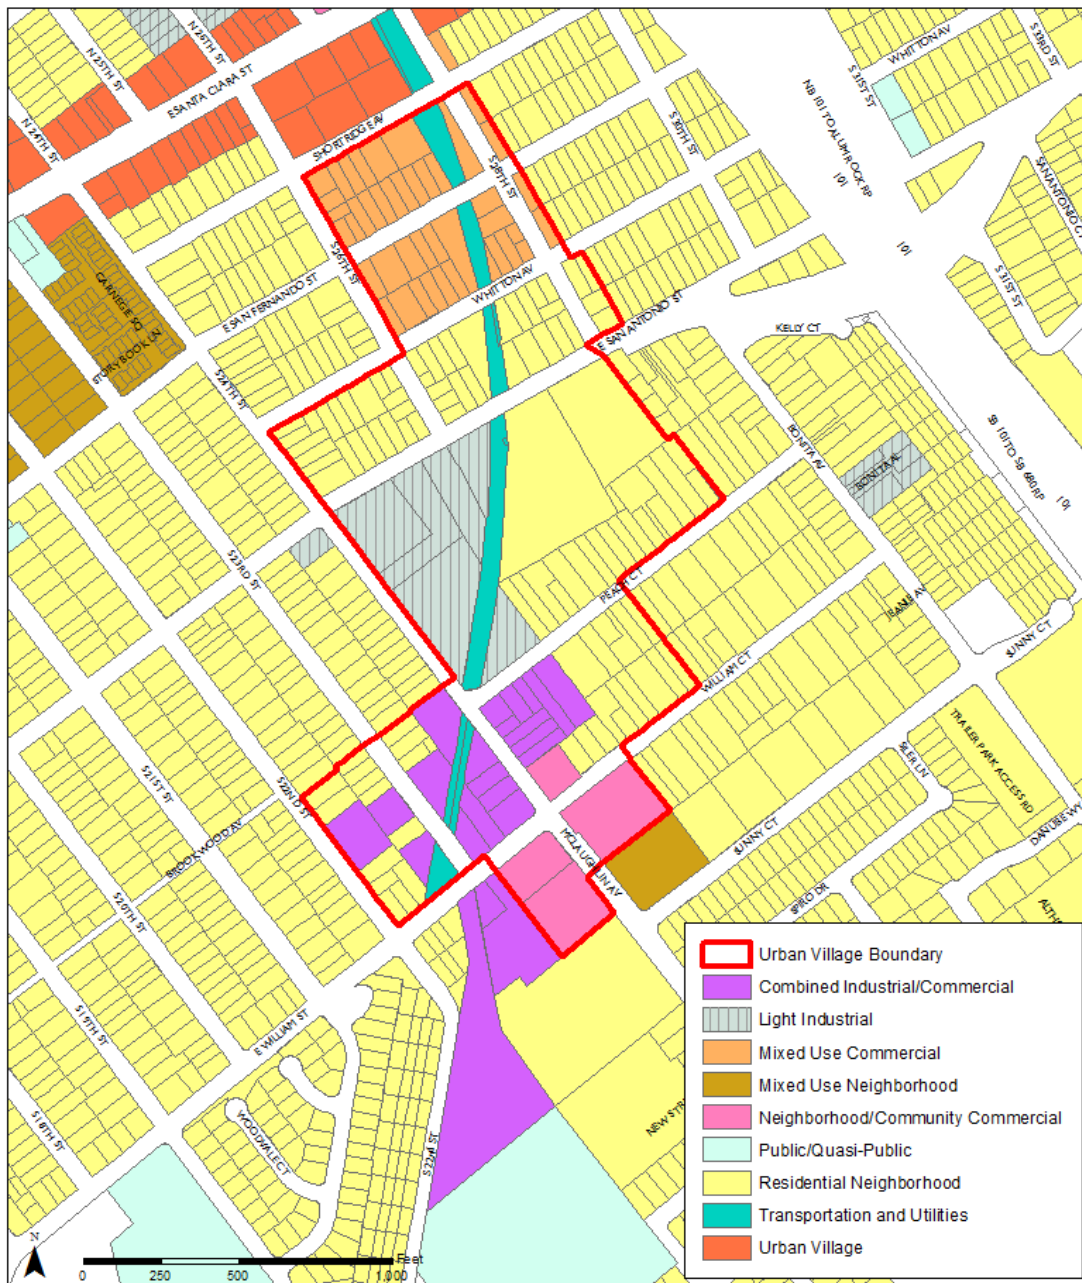 N 26TH ST
N 25TH ST
N 24TH ST
E SANTA CLARA ST
SHORTRIDGE AV
WHITTON AV
S 33RD ST
S 31ST ST
NB 101 TO ALUM ROCK RP
101
101
S 30TH ST
S 28TH ST
S 26TH ST
SAN ANTONIO C
S 31ST ST
CARNEGIE SQ
STORYBOOK LN
E SAN FERNANDO ST
WHITTON AV
E SAN ANTONIO ST
KELLY CT
S 24TH ST
BONITA AV
BONITA AV
SB 101 TO SB 680 RP
101
S 23RD ST
PEACH CT
JEANNE AV
SUNNY CT
WILLIAM CT
TRAILER PARK ACCESS RD
SILER LN
DANUBE WY
S 21ST ST
S 22ND ST
BROOKWOOD AV
MCLAUGHLIN AV
SUNNY CT
SPIRO DR
ALTH
S 20TH ST
S 19TH ST
E WILLIAM ST
S 18TH ST
WOODVALE CT
S 22nd ST
NEW STR
Urban Village Boundary
Combined Industrial/Commercial
Light Industrial
Mixed Use Commercial
Mixed Use Neighborhood
Neighborhood/Community Commercial
Public/Quasi-Public
Residential Neighborhood
Transportation and Utilities
Urban Village
N
Feet
0 250 500 1,000